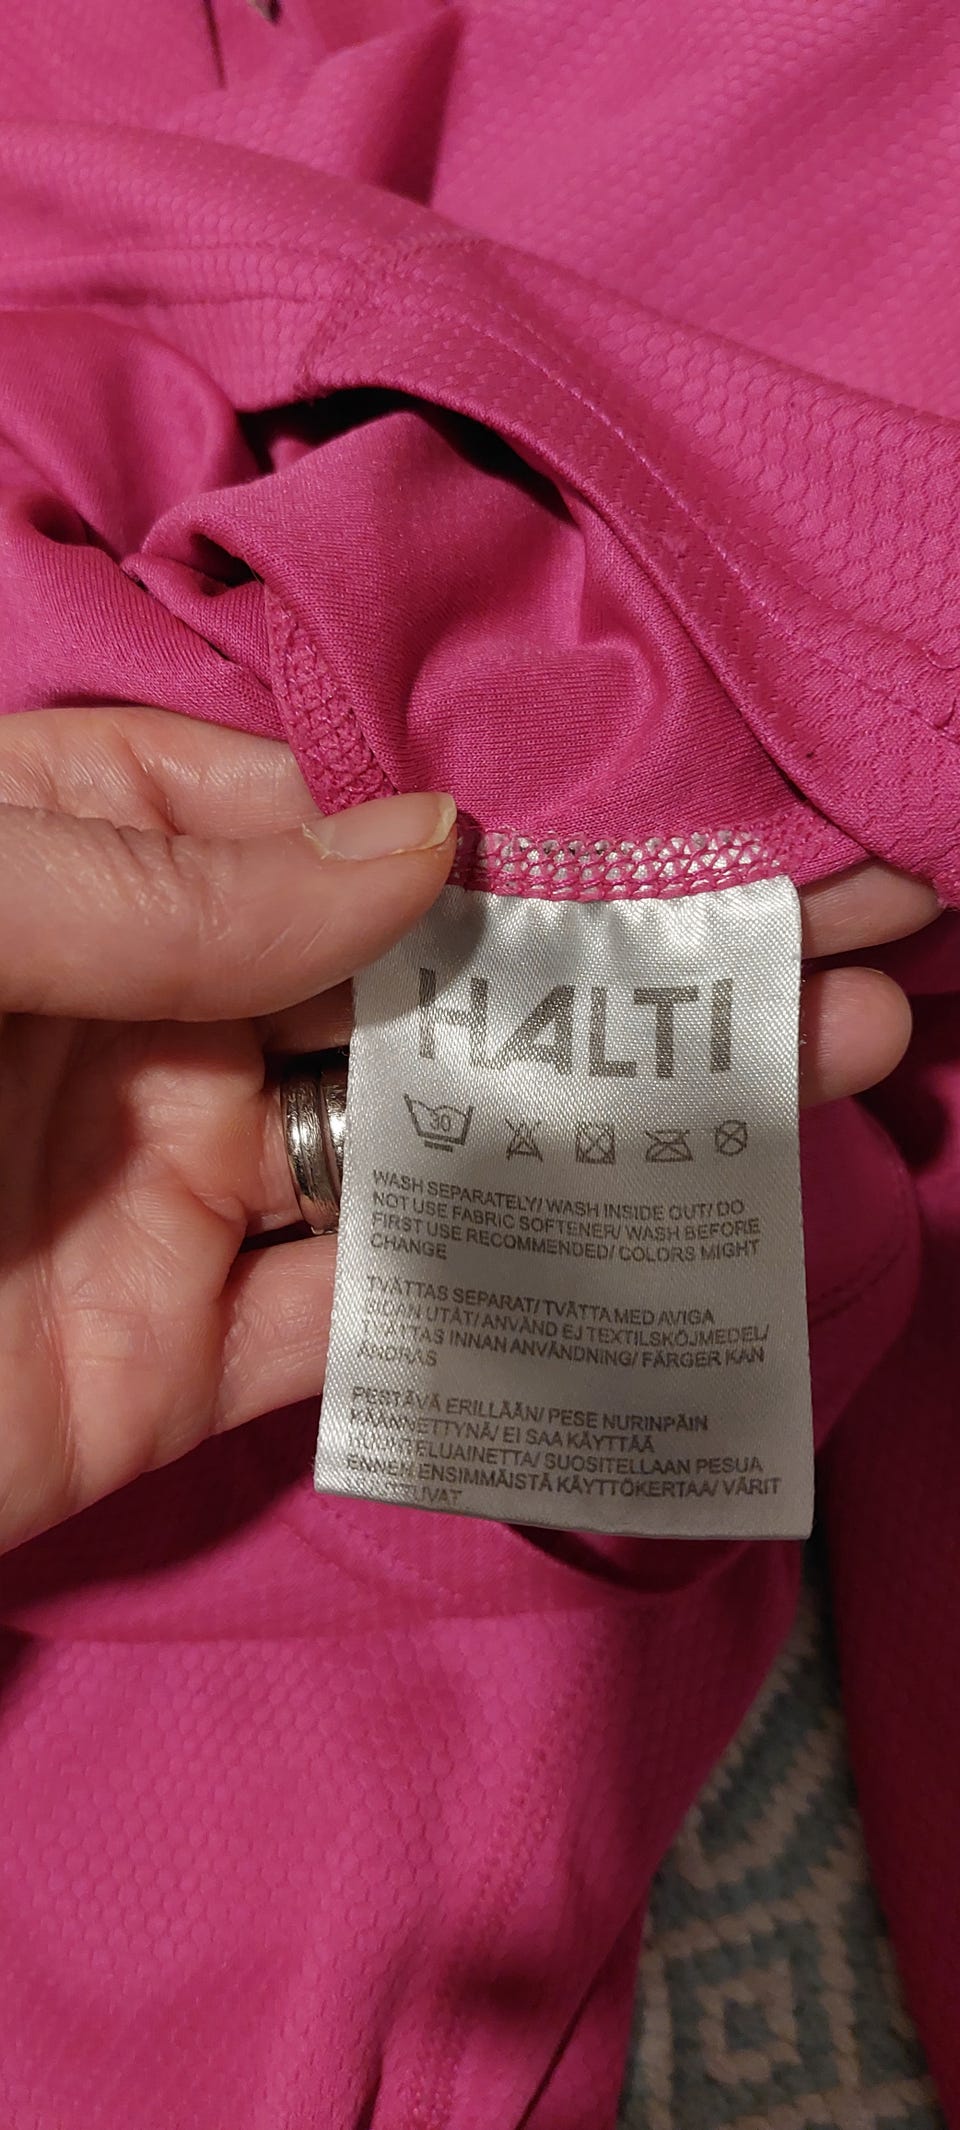 HALTI
30
WASH SEPARATELY/ WASH INSIDE OUT/ DO
NOT USE FABRIC SOFTENER/ WASH BEFORE
FIRST USE RECOMMENDED/ COLORS MIGHT
CHANGE
TVÄTTAS SEPARAT/ TVÄTTA MED AVIGA
SIDAN UTÅT/ ANVÄND EJ TEXTILSKÖJMEDEL/
TVÄTTAS INNAN ANVÄNDNING/ FÄRGER KAN
ÄNDRAS
PESTÄVÄ ERILLÄÄN/ PESE NURINPÄIN
KÄÄNNETTYNÄ/ EI SAA KÄYTTÄÄ
SUOSITELLAAN PESUA
ENNEN ENSIMMÄISTÄ KÄYTTÖKERTAA/ VÄRIT